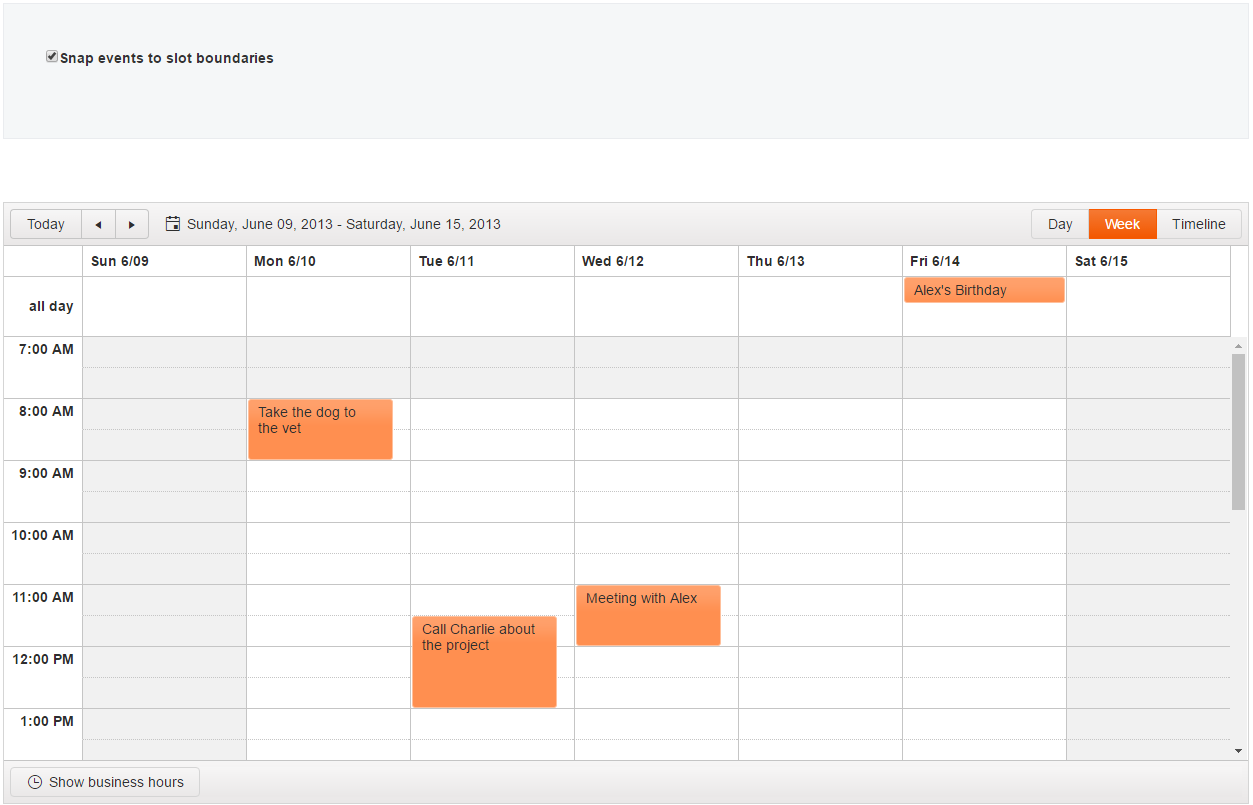 Snap events to slot boundaries
Today
Sunday, June 09, 2013 - Saturday, June 15, 2013
Day
Week
Timeline
Sun 6/09
Mon 6/10
Tue 6/11
Wed 6/12
Thu 6/13
Fri 6/14
Sat 6/15
all day
Alex's Birthday
7:00 AM
8:00 AM
Take the dog to
the vet
9:00 AM
10:00 AM
11:00 AM
Meeting with Alex
Call Charlie about
the project
12:00 PM
1:00 PM
Show business hours